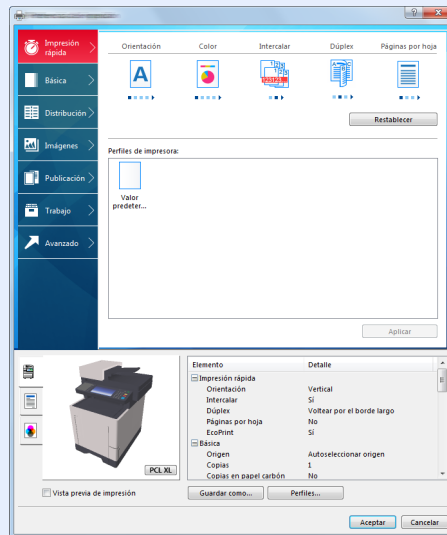 Impresión
rápida
Básica
Distribución
Imágenes
Publicación
Trabajo
Avanzado
Orientación Color Intercalar Dúplex Páginas por hoja
A
123123
Restablecer
Perfiles de impresora:
Valor
predeter...
Aplicar
PCL XL
Vista previa de impresión
Elemento Detalle
Impresión rápida
Orientación Vertical
Intercalar Sí
Dúplex Voltear por el borde largo
Páginas por hoja No
EcoPrint Sí
Básica
Origen Autoseleccionar origen
Copias 1
Copias en papel carbón No
Guardar como... Perfiles...
Aceptar Cancelar